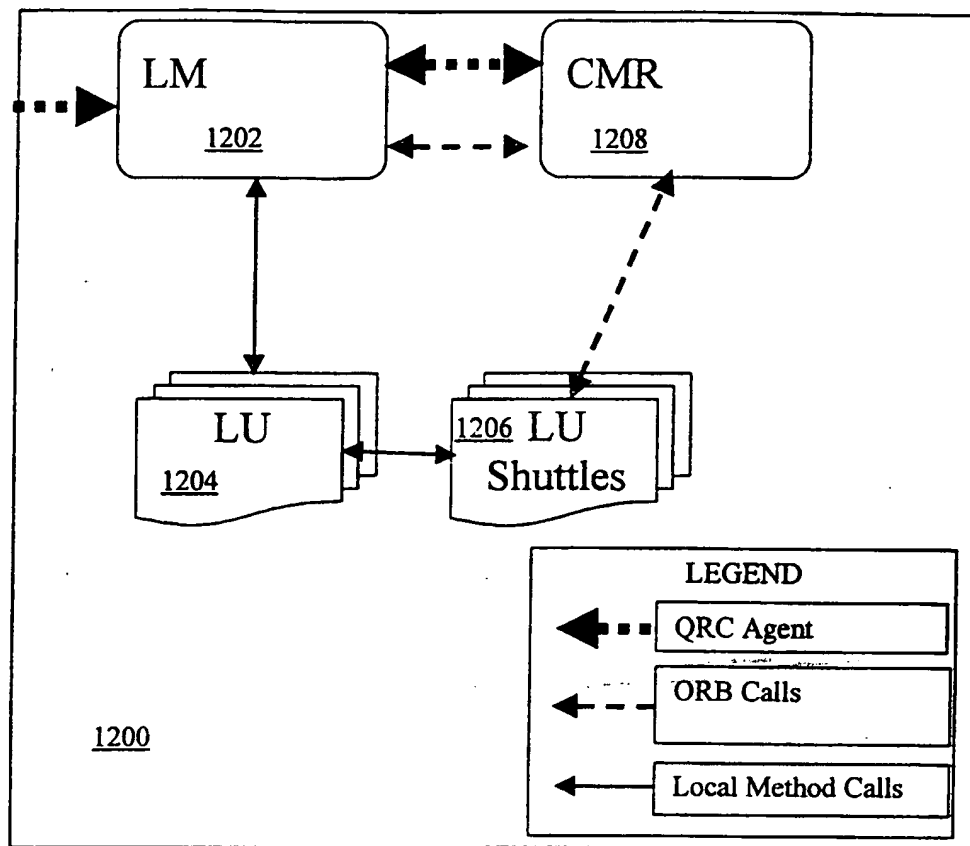 LM
1202
CMR
1208
LU
1204
1206 LU
Shuttles
LEGEND
QRC Agent
ORB Calls
Local Method Calls
1200